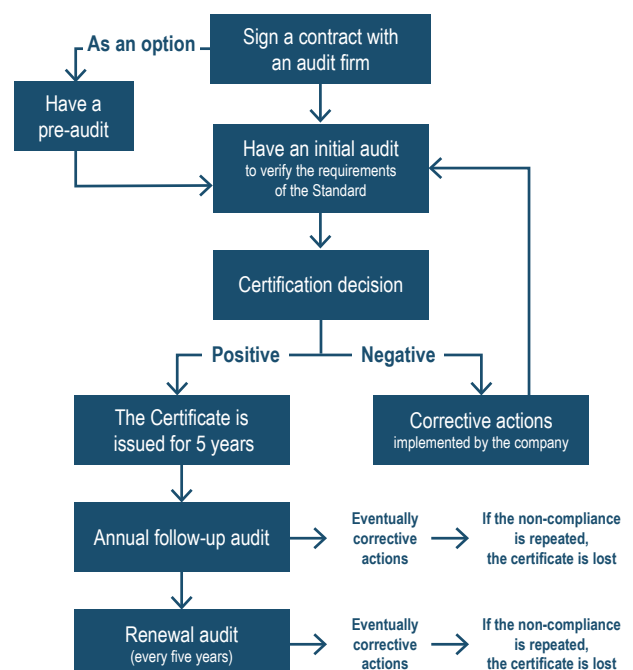 As an option
Sign a contract with
an audit firm
Have a
pre-audit
Have an initial audit
to verify the requirements
of the Standard
Certification decision
Positive
Negative
The Certificate is
issued for 5 years
Corrective actions
implemented by the company
Annual follow-up audit
Eventually
corrective
actions
If the non-compliance
is repeated,
the certificate is lost
Renewal audit
(every five years)
Eventually
corrective
actions
If the non-compliance
is repeated,
the certificate is lost